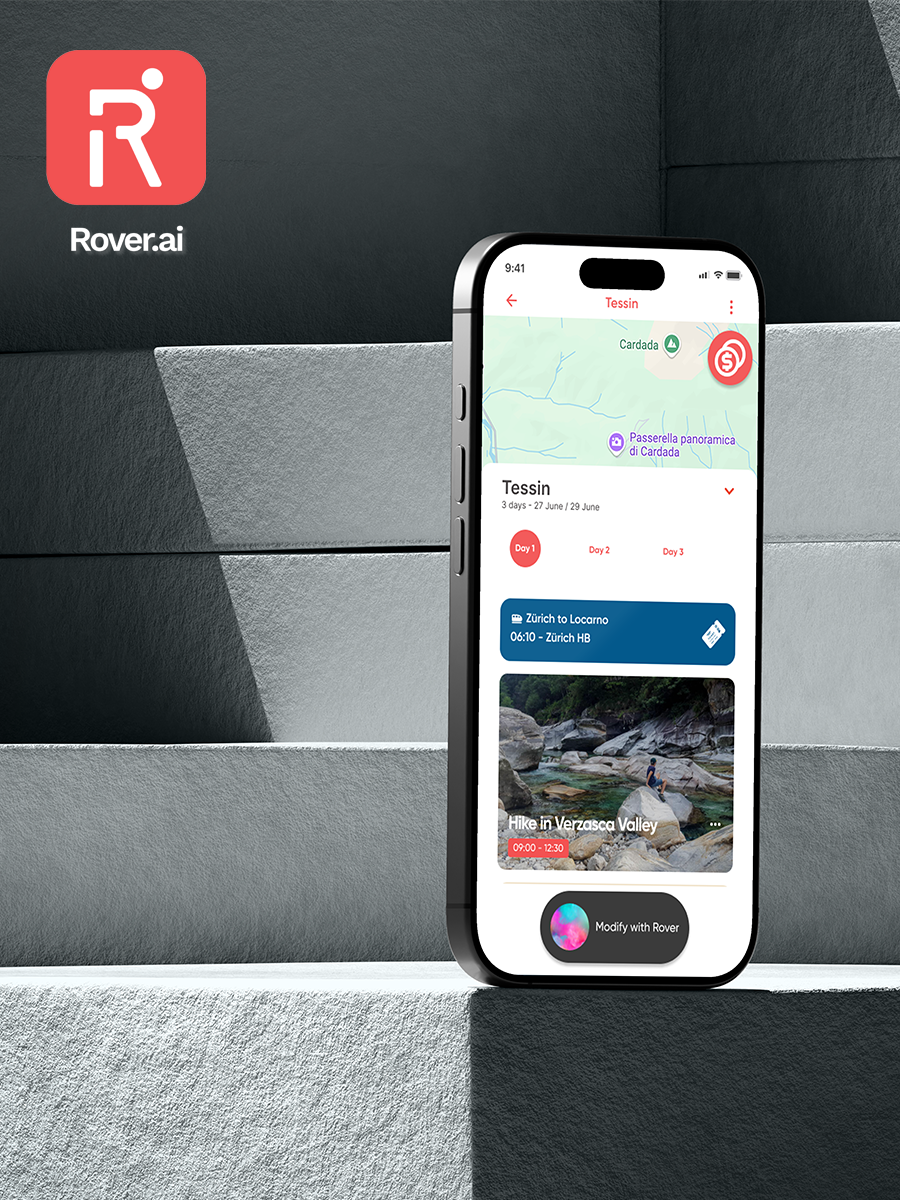 R
Rover.ai
9:41
Tessin
Cardada
Passerella panoramica
di Cardada
Tessin
3 days - 27 June / 29 June
Day 1
Day 2
Day 3
Zürich to Locarno
06:10 - Zürich HB
Hike in Verzasca Valley
09:00 - 12:30
Modify with Rover